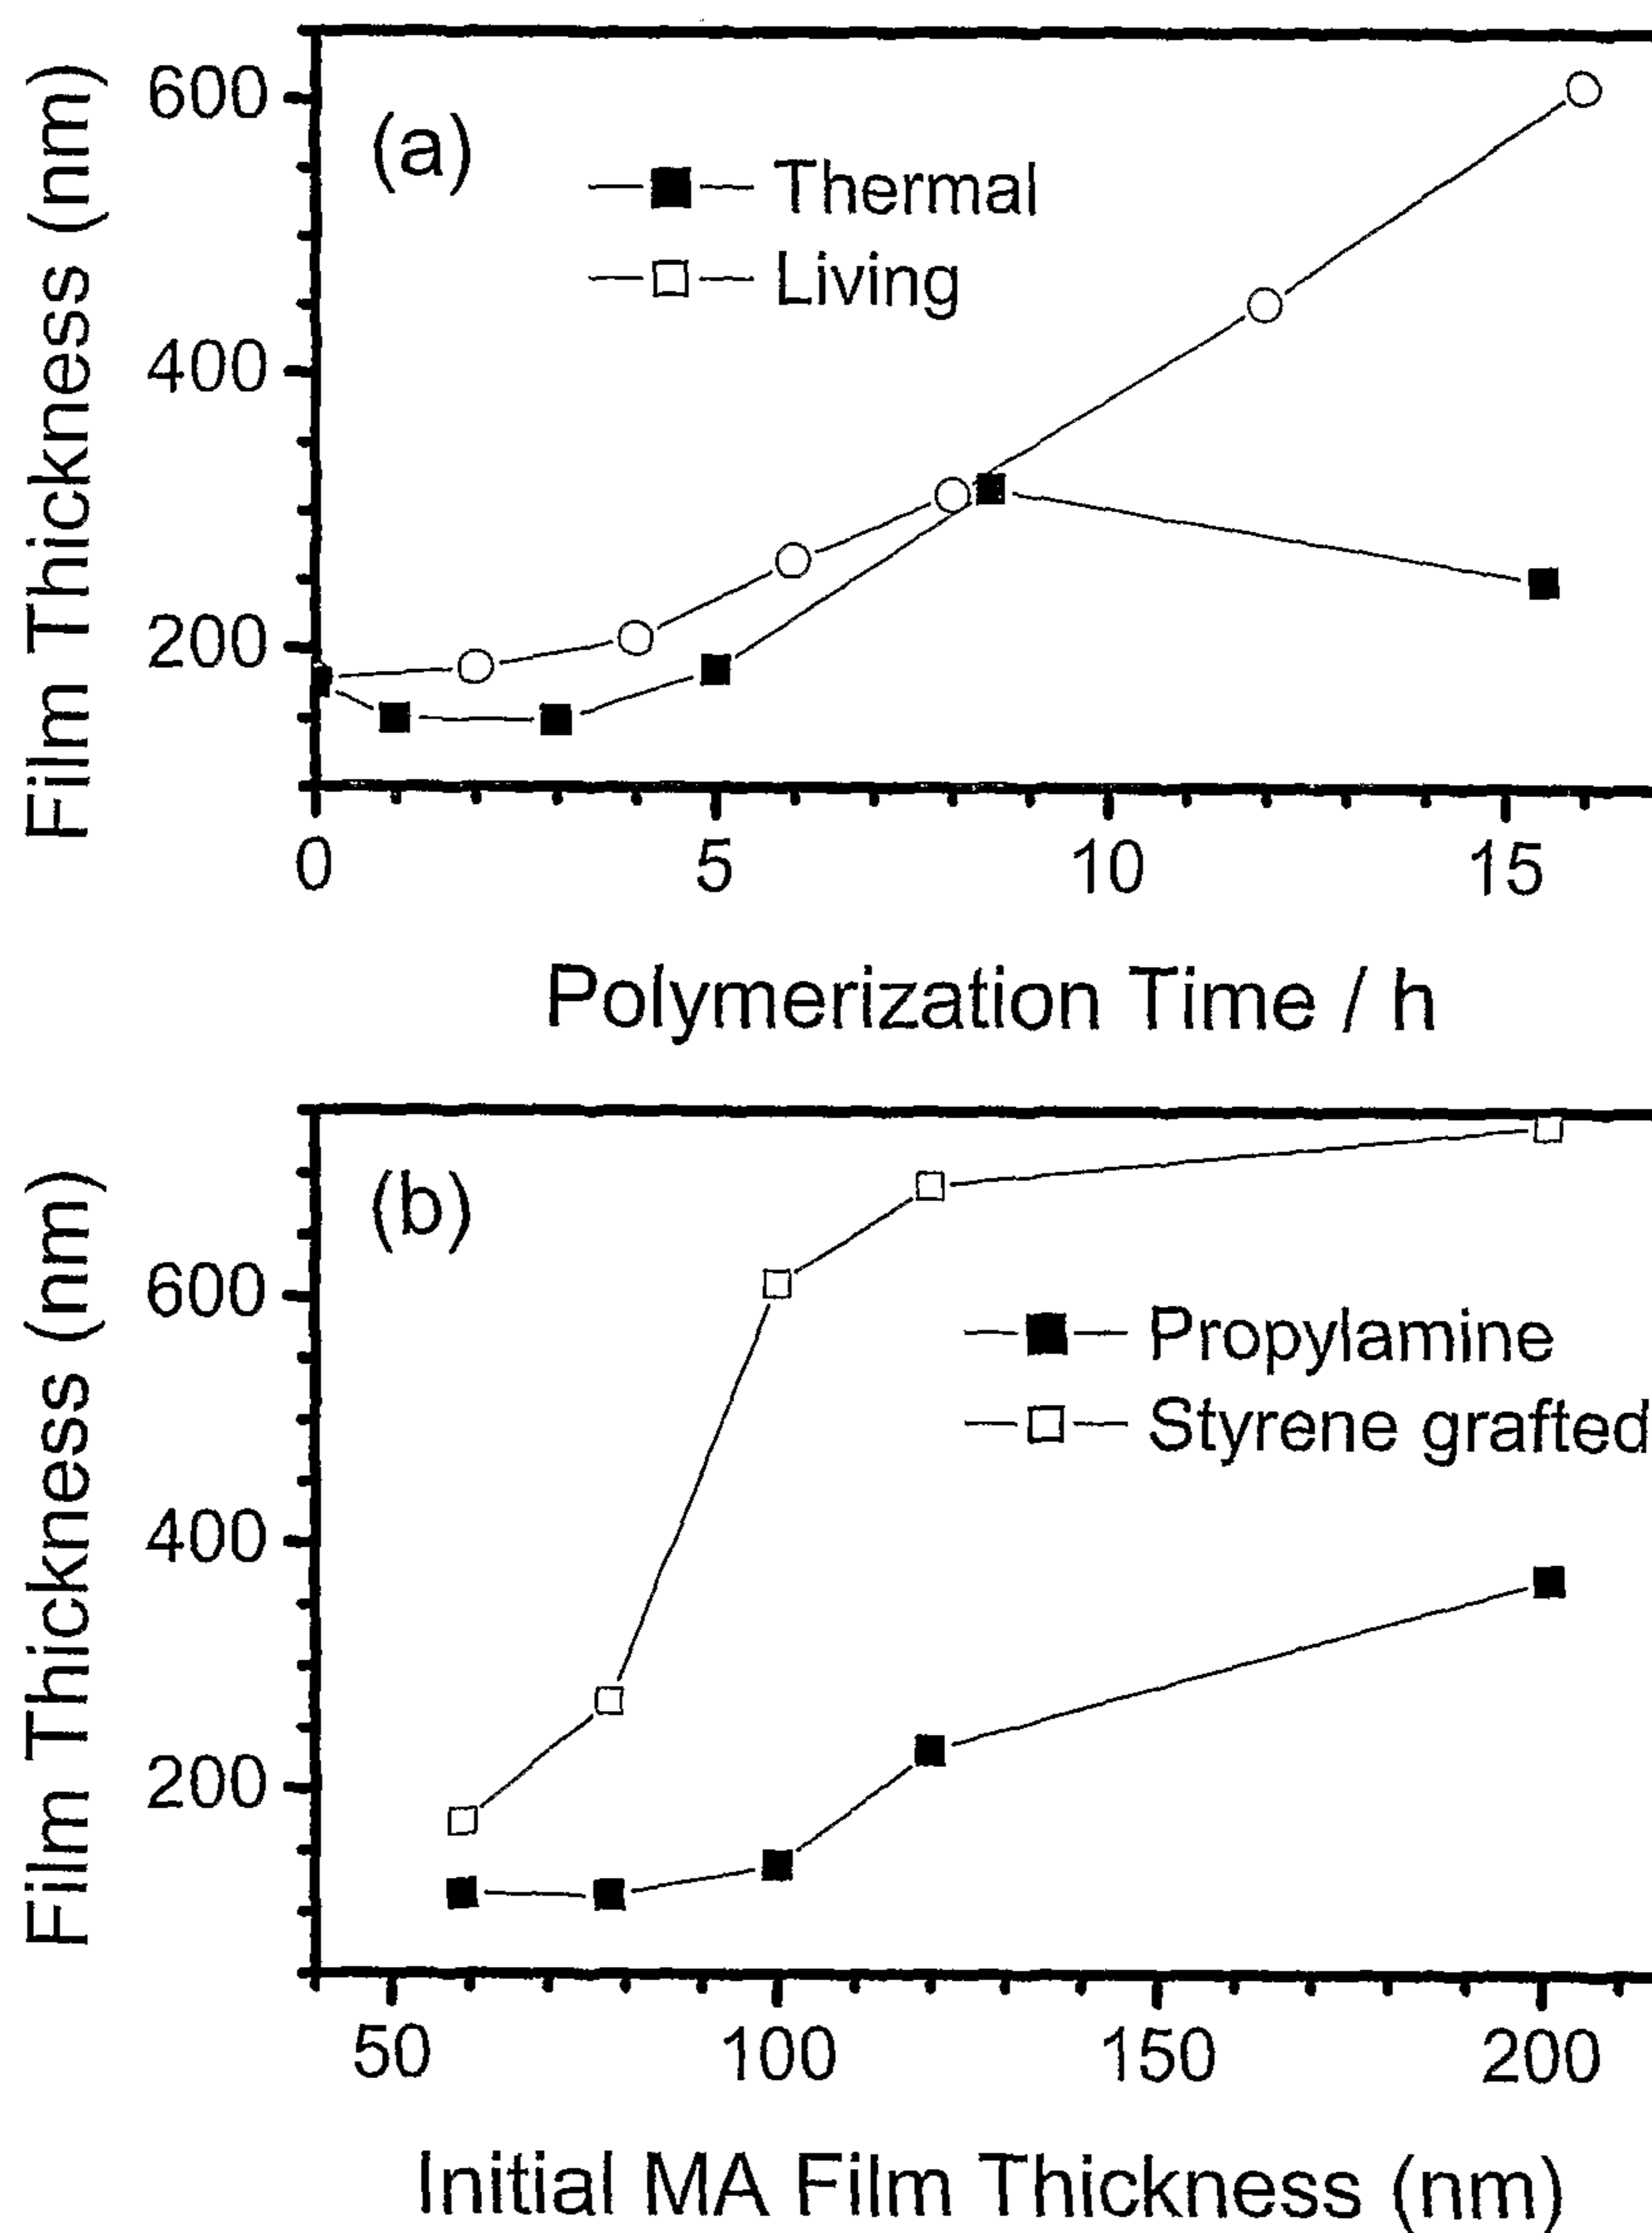 Film Thickness (nm)
600
400
200
(a)
Thermal
Living
0 5 10 15
Polymerization Time / h
Film Thickness (nm)
600
400
200
(b)
Propylamine
Styrene grafted
50 100 150 200
Initial MA Film Thickness (nm)